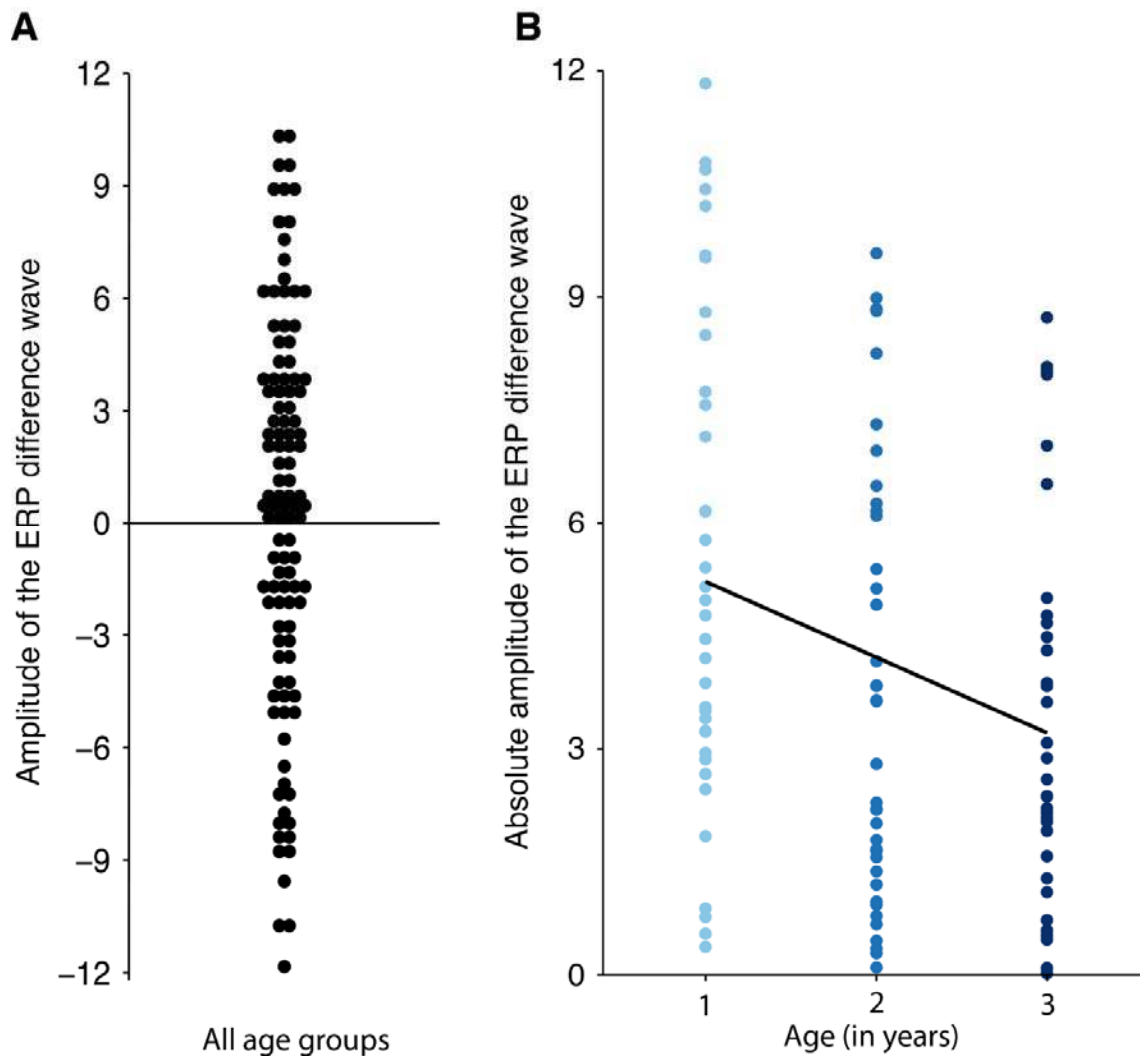 A
Amplitude of the ERP difference wave
12
9
6
3
0
−3
−6
−9
−12
All age groups
B
Absolute amplitude of the ERP difference wave
12
9
6
3
0
1
2
3
Age (in years)